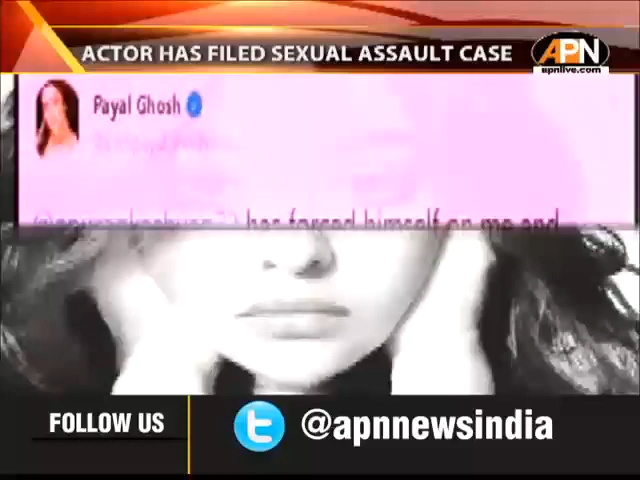 ACTOR HAS FILED SEXUAL ASSAULT CASE
APN
apnlive.com
Payal Ghosh
has forced himself on me and
FOLLOW US
@apnnewsindia